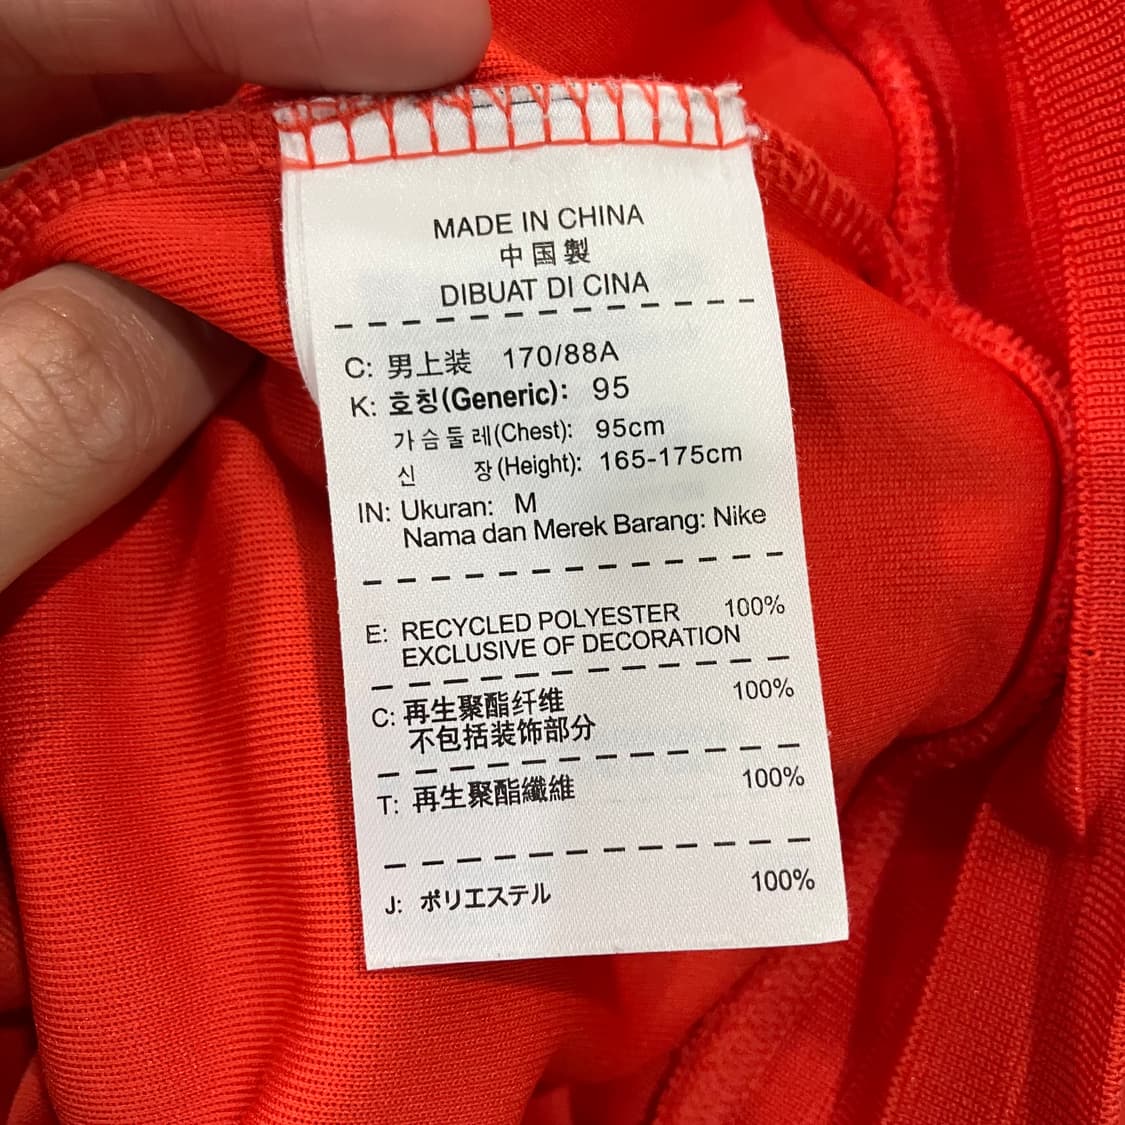 MADE IN CHINA
中国製
DIBUAT DI CINA
C: 男上装 170/88A
K: 호칭(Generic): 95
가슴둘레(Chest): 95cm
신 장(Height): 165-175cm
IN: Ukuran: M
Nama dan Merek Barang: Nike
E: RECYCLED POLYESTER 100%
EXCLUSIVE OF DECORATION
C: 再生聚酯纤维 100%
不包括装饰部分
T: 再生聚酯纖維 100%
J: ポリエステル 100%